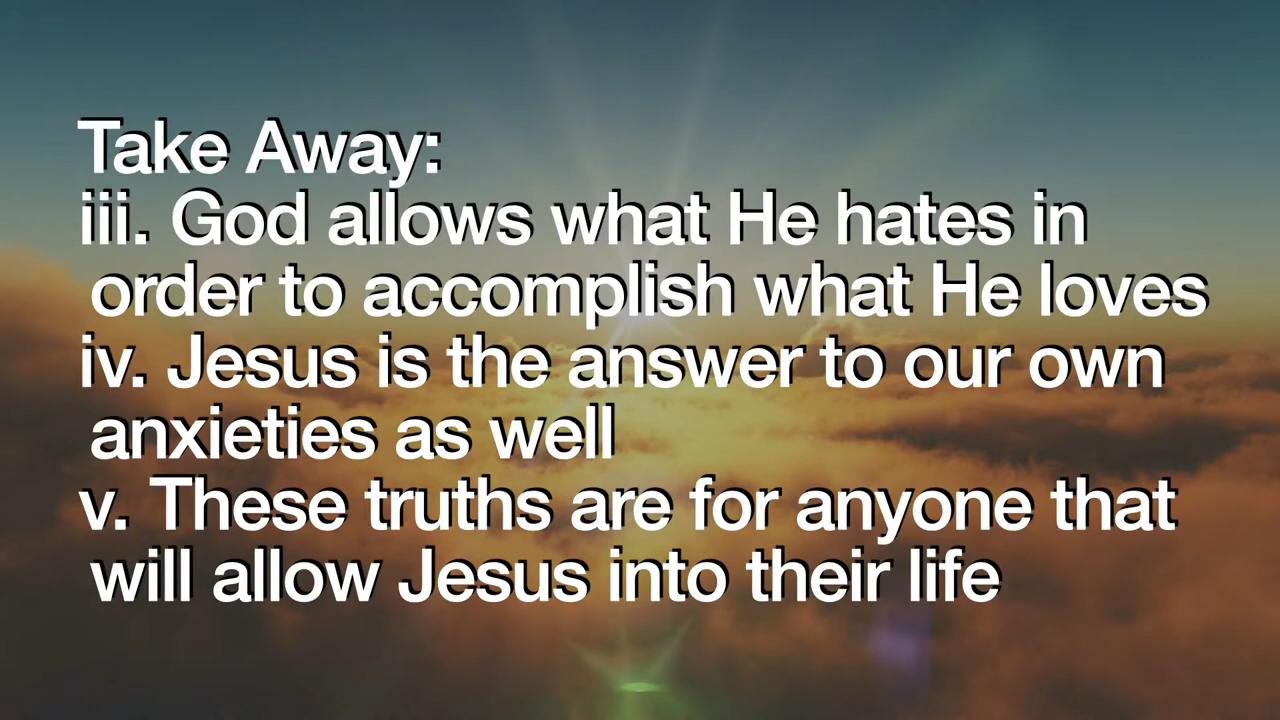 Take Away:
iii. God allows what He hates in
order to accomplish what He loves
iv. Jesus is the answer to our own
anxieties as well
v. These truths are for anyone that
will allow Jesus into their life